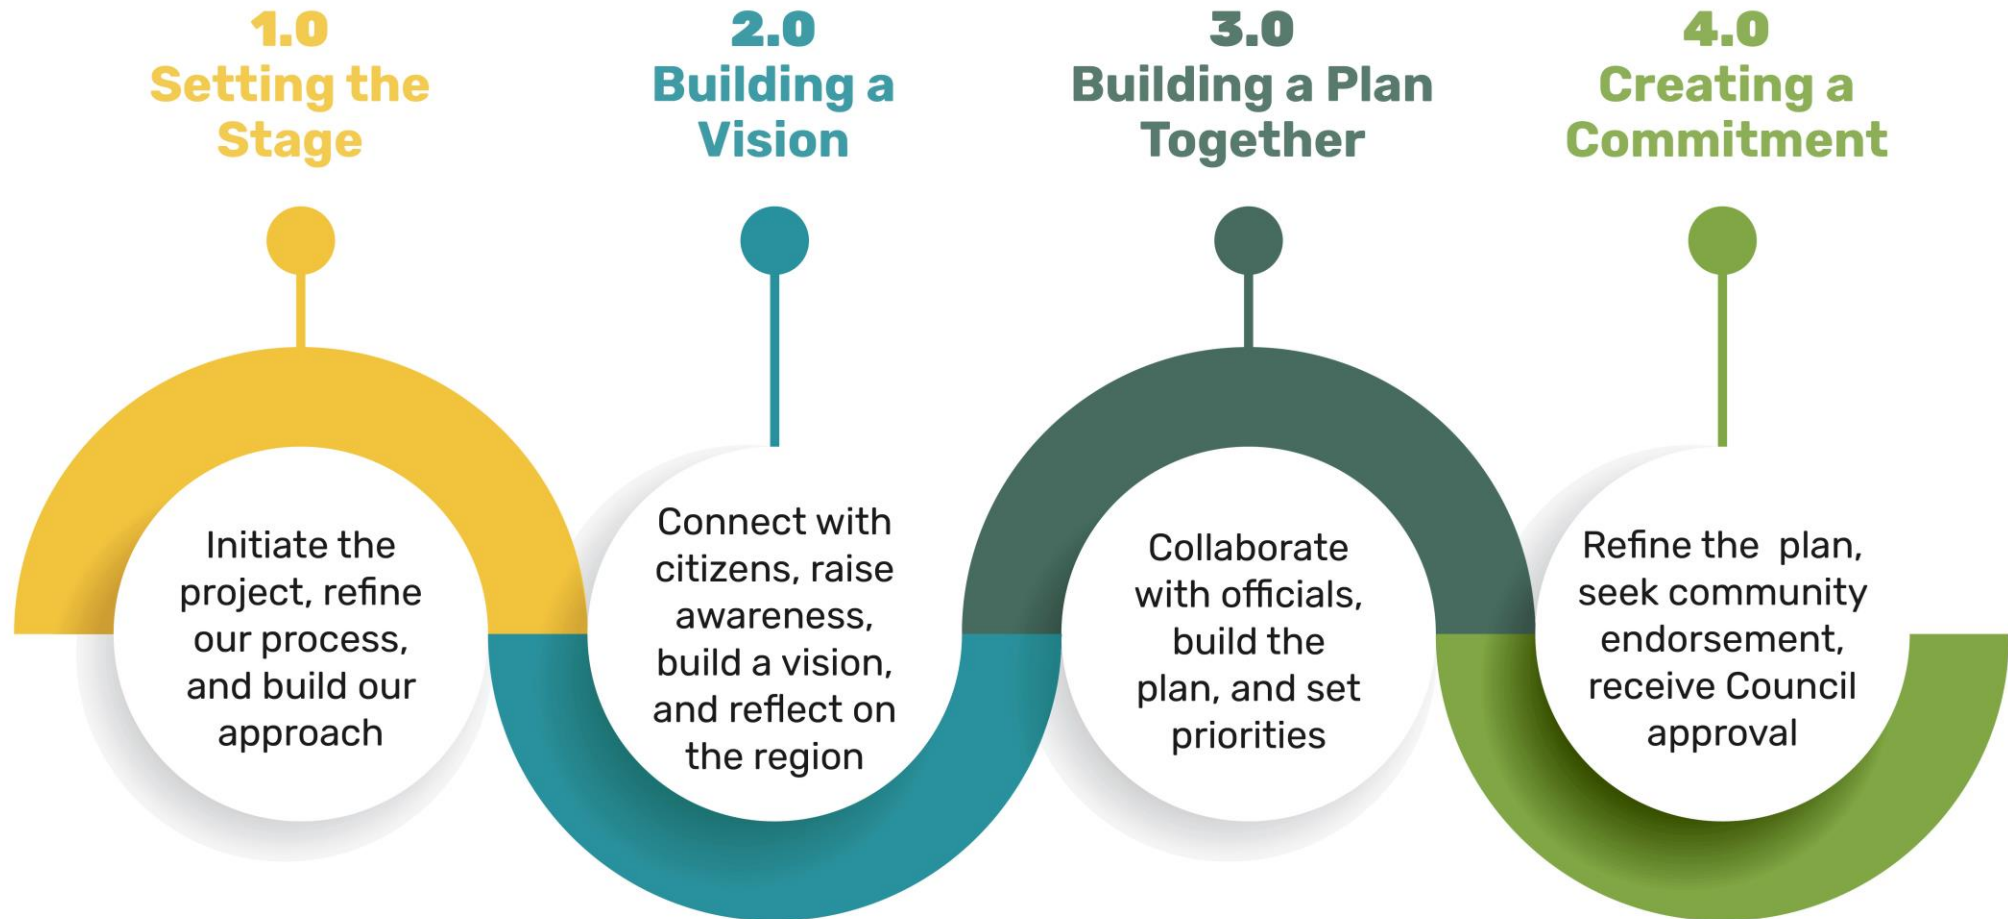 1.0
Setting the
Stage
2.0
Building a
Vision
3.0
Building a Plan
Together
4.0
Creating a
Commitment
Initiate the
project, refine
our process,
and build our
approach
Connect with
citizens, raise
awareness,
build a vision,
and reflect on
the region
Collaborate
with officials,
build the
plan, and set
priorities
Refine the  plan,
seek community
endorsement,
receive Council
approval